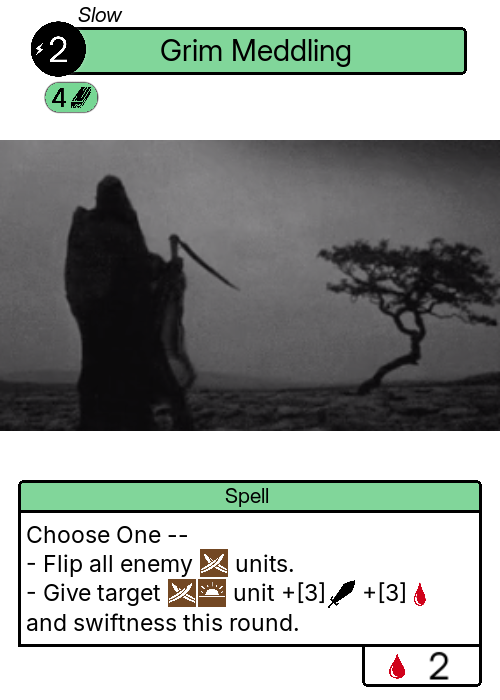 Slow
2
Grim Meddling
4
Spell
Choose One --
- Flip all enemy units.
- Give target unit +[3] +[3]
and swiftness this round.
2